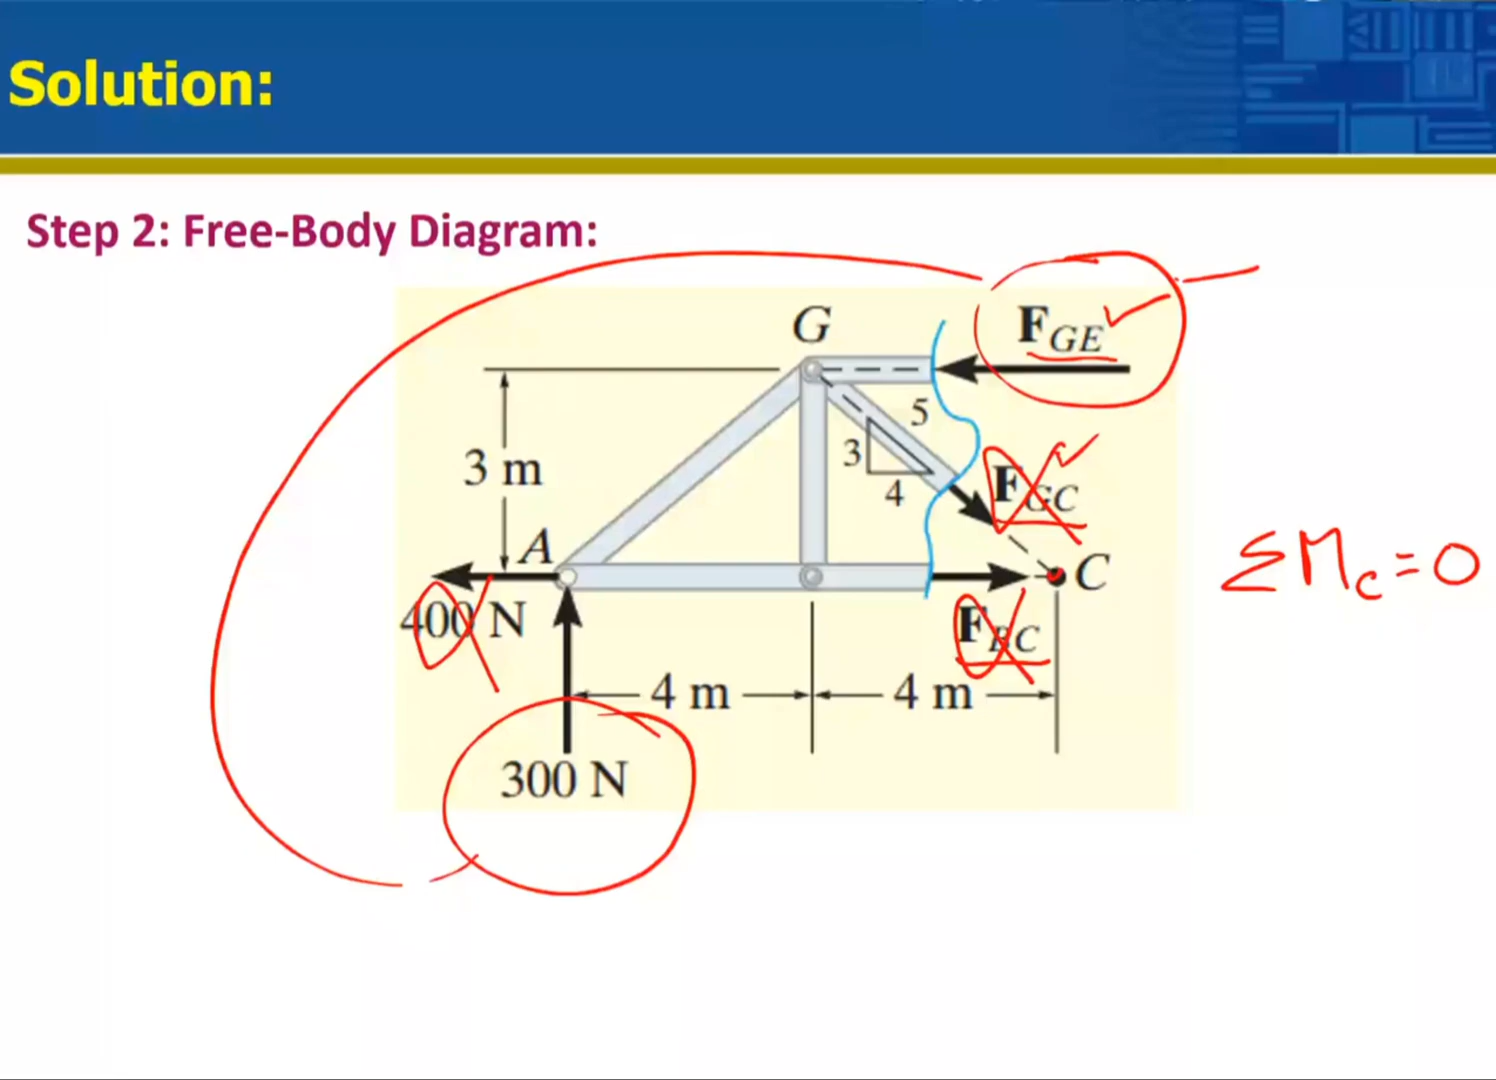 Solution:
Step 2: Free-Body Diagram:
G
F_GE
5
3
4
3 m
F_GC
A
C
ΣM_C = 0
400 N
F_BC
4 m
4 m
300 N